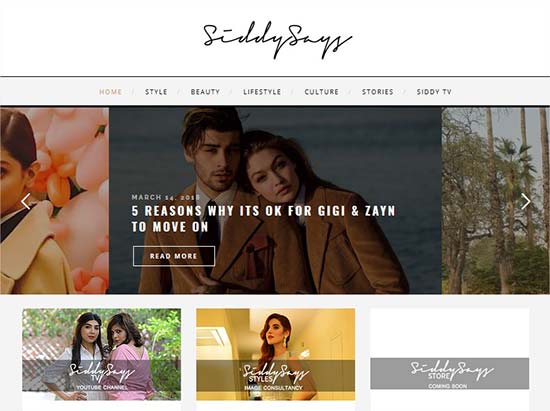 SiddySays
HOME / STYLE / BEAUTY / LIFESTYLE / CULTURE / STORIES / SIDDY TV
MARCH 14, 2018
5 REASONS WHY ITS OK FOR GIGI & ZAYN
TO MOVE ON
READ MORE
SiddySays
TV
YOUTUBE CHANNEL
SiddySays
STYLES
IMAGE CONSULTANCY
SiddySays
STORE
COMING SOON